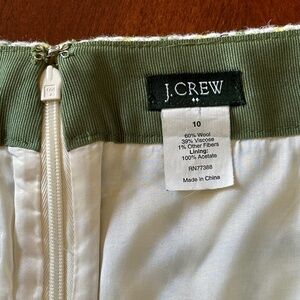 J.CREW
10
60% Wool
39% Viscose
1% Other Fibers
Lining:
100% Acetate
RN77388
Made in China